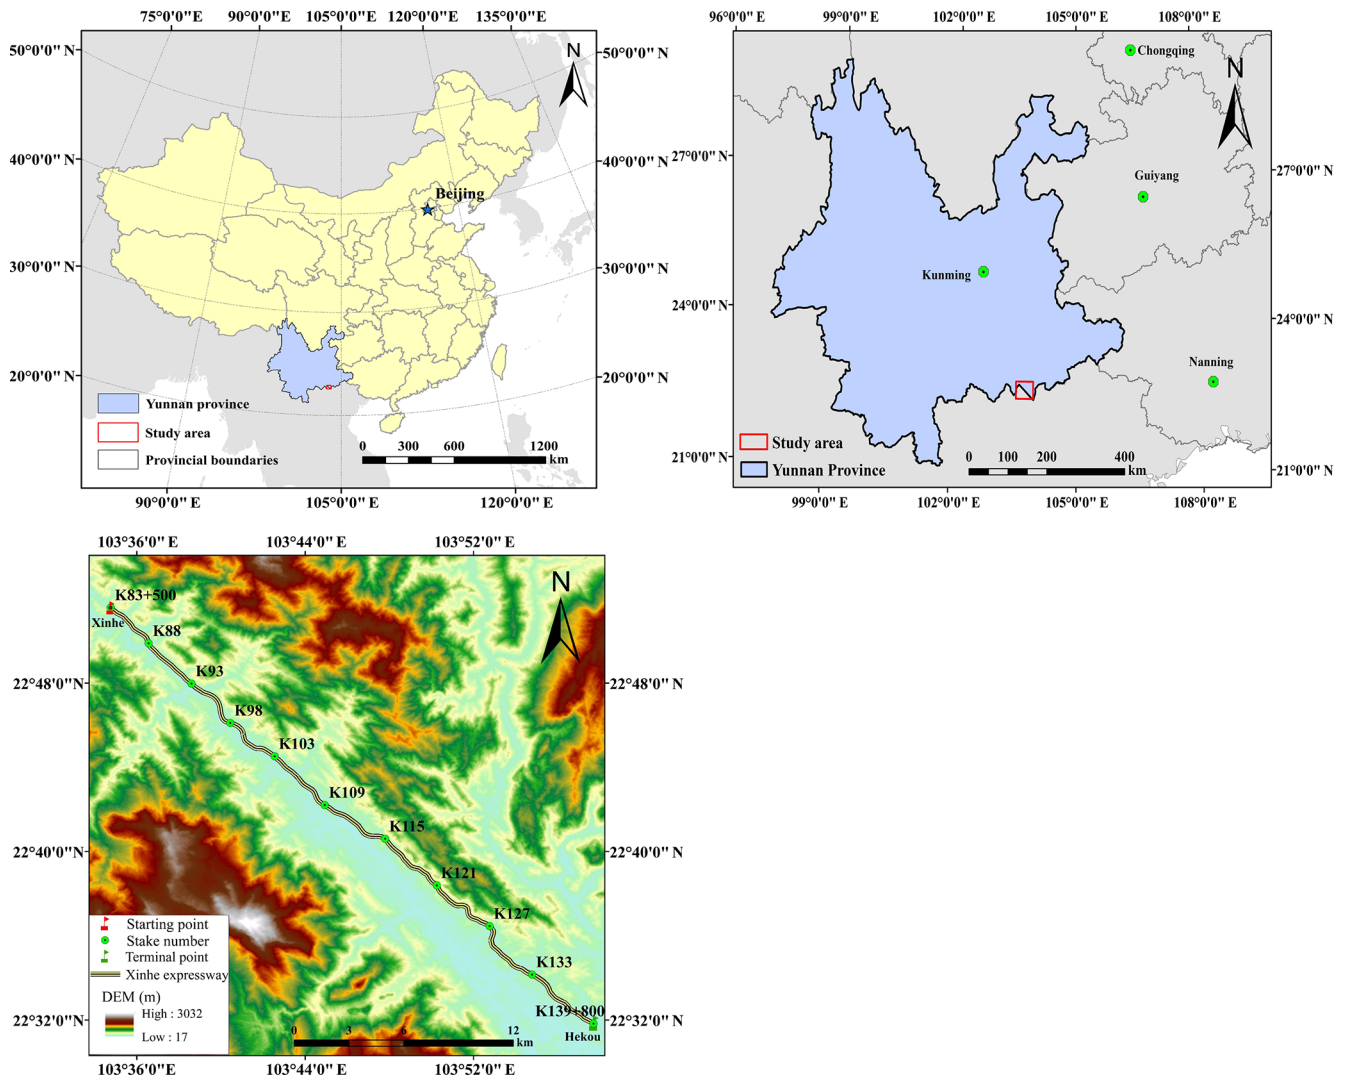 75°0'0" E 90°0'0" E 105°0'0" E 120°0'0" E 135°0'0" E
50°0'0" N
50°0'0" N
N
40°0'0" N
40°0'0" N
Beijing
30°0'0" N
30°0'0" N
20°0'0" N
20°0'0" N
Yunnan province
Study area
Provincial boundaries
0 300 600 1200
km
90°0'0" E 105°0'0" E 120°0'0" E
96°0'0" E 99°0'0" E 102°0'0" E 105°0'0" E 108°0'0" E
Chongqing
N
27°0'0" N
27°0'0" N
Guiyang
Kunming
24°0'0" N
24°0'0" N
Nanning
Study area
Yunnan Province
0 100 200 400
km
21°0'0" N
21°0'0" N
99°0'0" E 102°0'0" E 105°0'0" E 108°0'0" E
103°36'0" E 103°44'0" E 103°52'0" E
N
K83+500
Xinhe
K88
K93
22°48'0" N
22°48'0" N
K98
K103
K109
K115
22°40'0" N
22°40'0" N
K121
K127
K133
K139+800
Hekou
22°32'0" N
22°32'0" N
Starting point
Stake number
Terminal point
Xinhe expressway
DEM (m)
High : 3032
Low : 17
0 3 6 12
km
103°36'0" E 103°44'0" E 103°52'0" E